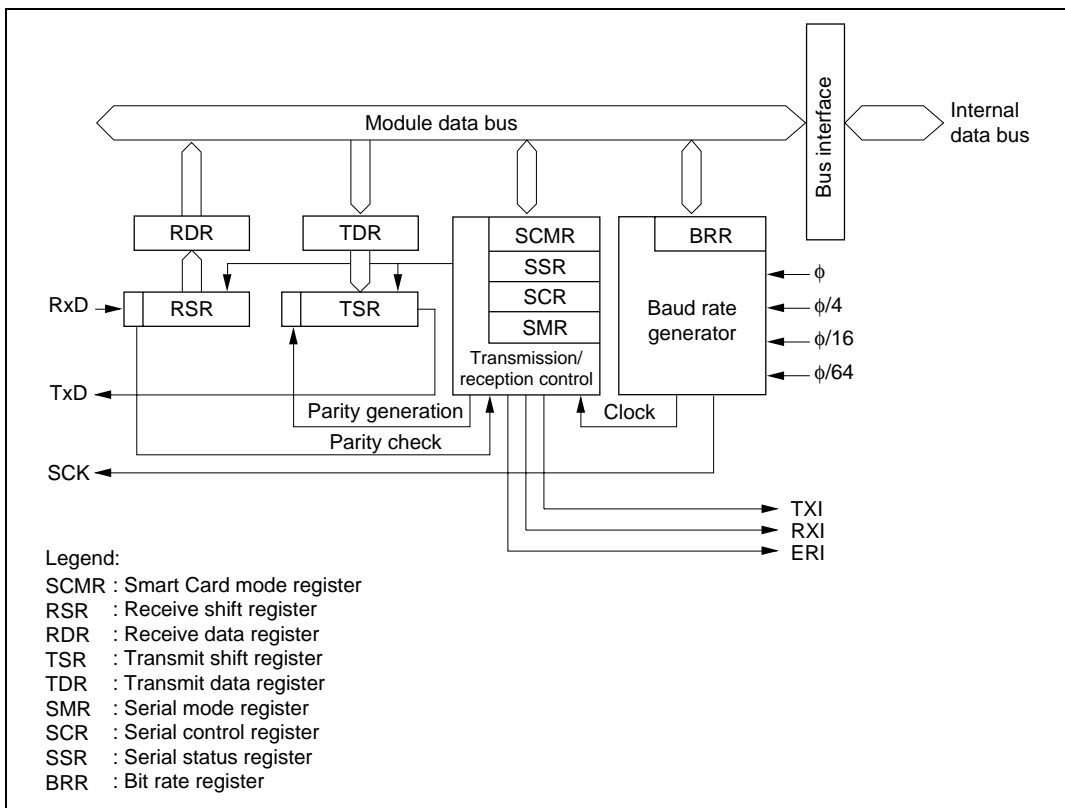 Module data bus
Bus interface
Internal
data bus
RDR
TDR
SCMR
BRR
SSR
SCR
SMR
RxD
RSR
TSR
Baud rate
generator
ϕ
ϕ/4
ϕ/16
ϕ/64
Transmission/
reception control
TxD
Parity generation
Clock
Parity check
SCK
TXI
RXI
ERI
Legend:
SCMR : Smart Card mode register
RSR : Receive shift register
RDR : Receive data register
TSR : Transmit shift register
TDR : Transmit data register
SMR : Serial mode register
SCR : Serial control register
SSR : Serial status register
BRR : Bit rate register